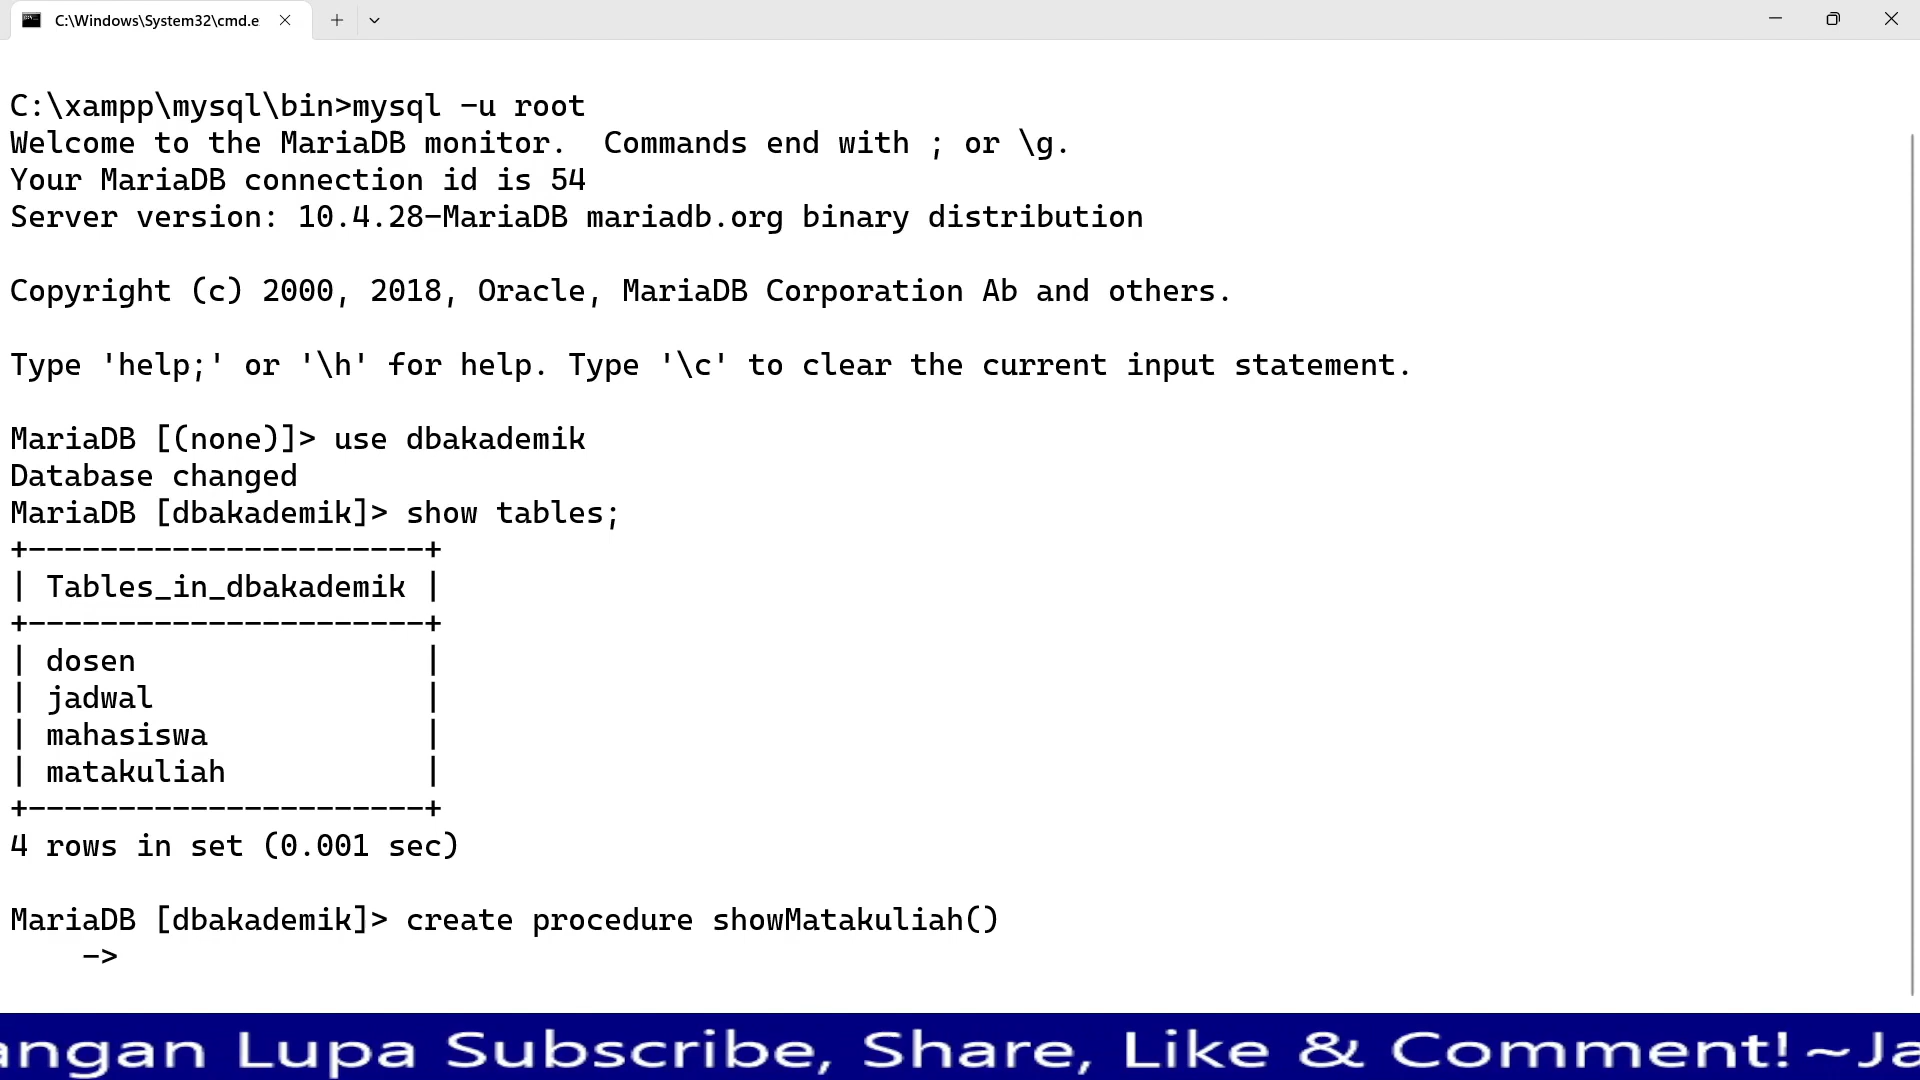 C:\Windows\System32\cmd.e
C:\xampp\mysql\bin>mysql -u root
Welcome to the MariaDB monitor.  Commands end with ; or \g.
Your MariaDB connection id is 54
Server version: 10.4.28-MariaDB mariadb.org binary distribution
Copyright (c) 2000, 2018, Oracle, MariaDB Corporation Ab and others.
Type 'help;' or '\h' for help. Type '\c' to clear the current input statement.
MariaDB [(none)]> use dbakademik
Database changed
MariaDB [dbakademik]> show tables;
+----------------------+
| Tables_in_dbakademik |
+----------------------+
| dosen                |
| jadwal               |
| mahasiswa            |
| matakuliah           |
+----------------------+
4 rows in set (0.001 sec)
MariaDB [dbakademik]> create procedure showMatakuliah()
    ->
angan Lupa Subscribe, Share, Like & Comment! ~Ja